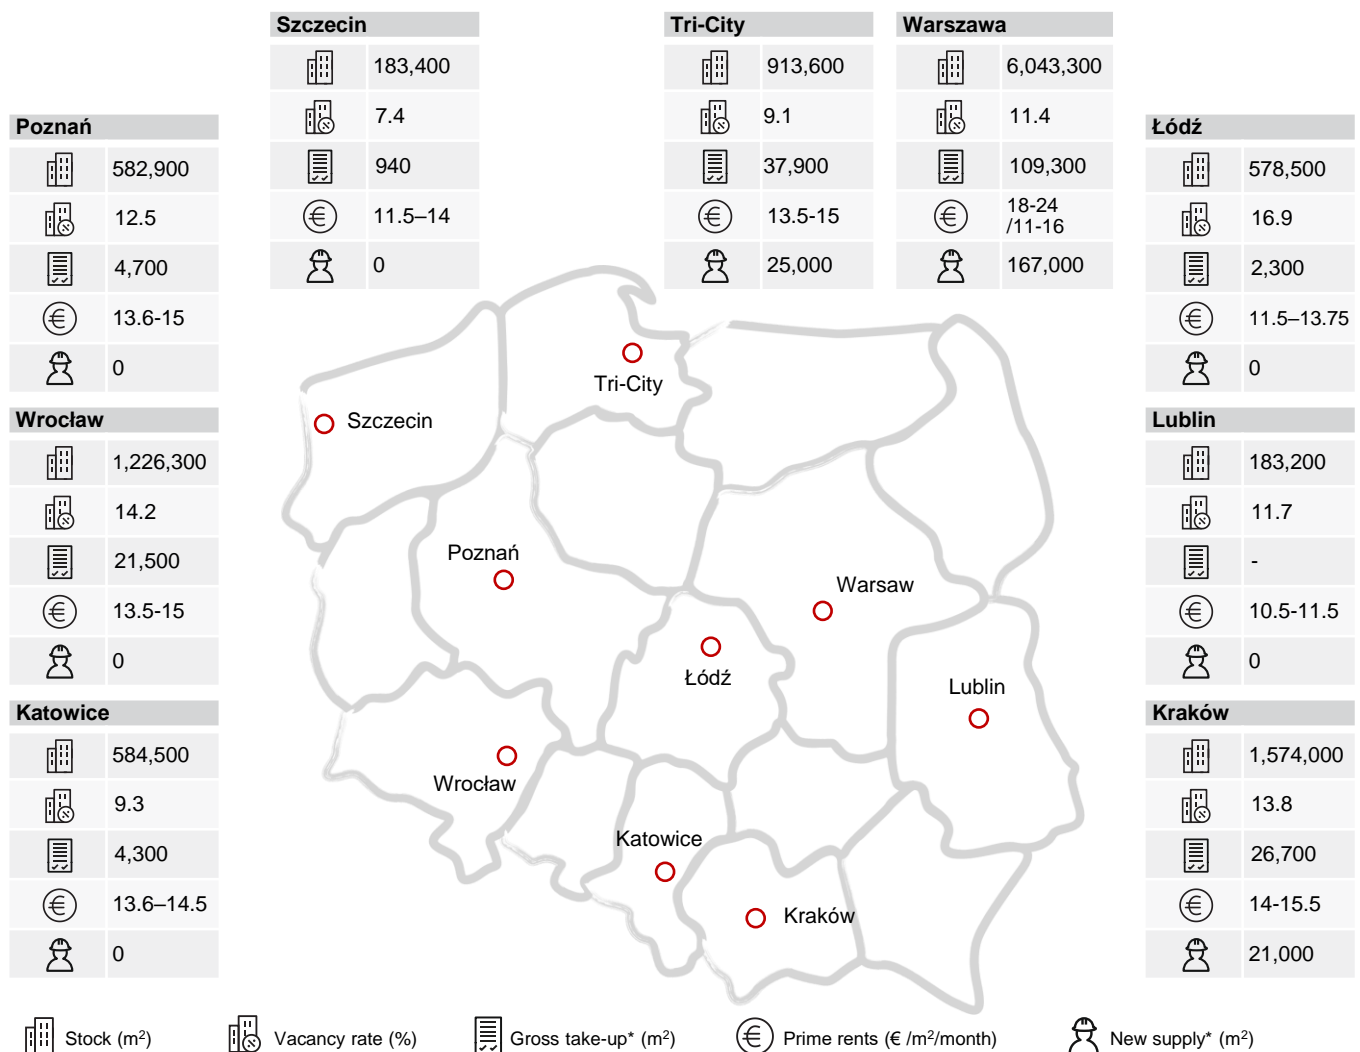 Szczecin
183,400
7.4
940
11.5–14
0
Tri-City
913,600
9.1
37,900
13.5-15
25,000
Warszawa
6,043,300
11.4
109,300
18-24
/11-16
167,000
Poznań
582,900
12.5
4,700
13.6-15
0
Łódź
578,500
16.9
2,300
11.5–13.75
0
Wrocław
1,226,300
14.2
21,500
13.5-15
0
Lublin
183,200
11.7
-
10.5-11.5
0
Katowice
584,500
9.3
4,300
13.6–14.5
0
Kraków
1,574,000
13.8
26,700
14-15.5
21,000
Tri-City
Szczecin
Poznań
Warsaw
Łódź
Lublin
Wrocław
Katowice
Kraków
Stock (m²)
Vacancy rate (%)
Gross take-up* (m²)
Prime rents (€ /m²/month)
New supply* (m²)